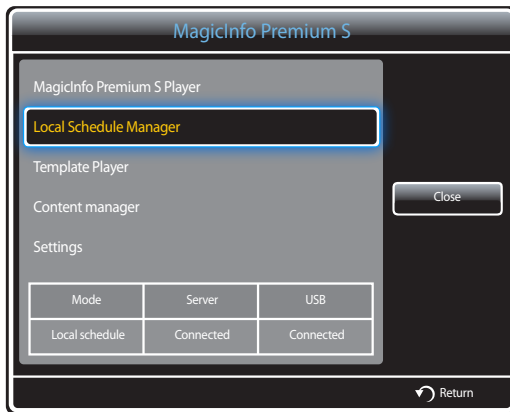 MagicInfo Premium S
MagicInfo Premium S Player
Local Schedule Manager
Template Player
Content manager
Settings
Close
Mode Server USB
Local schedule Connected Connected
Return